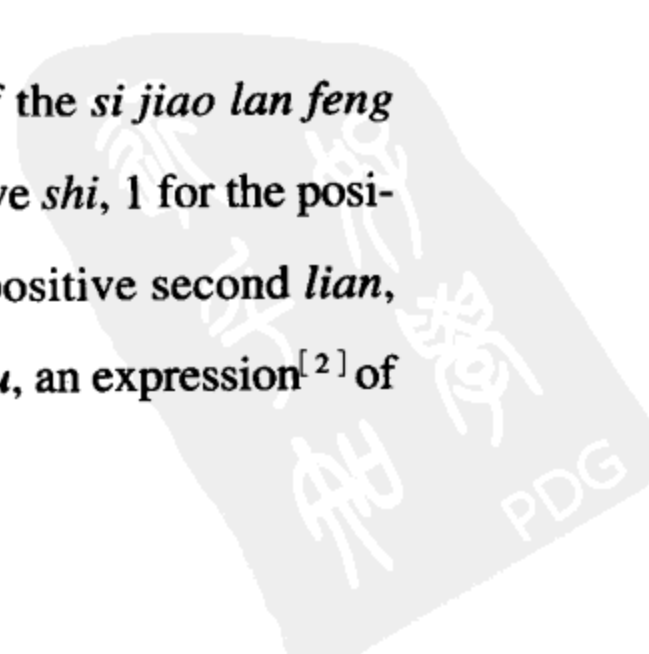 the si jiao lan feng
shi, 1 for the posi-
positive second lian,
, an expression[2] of
PDG